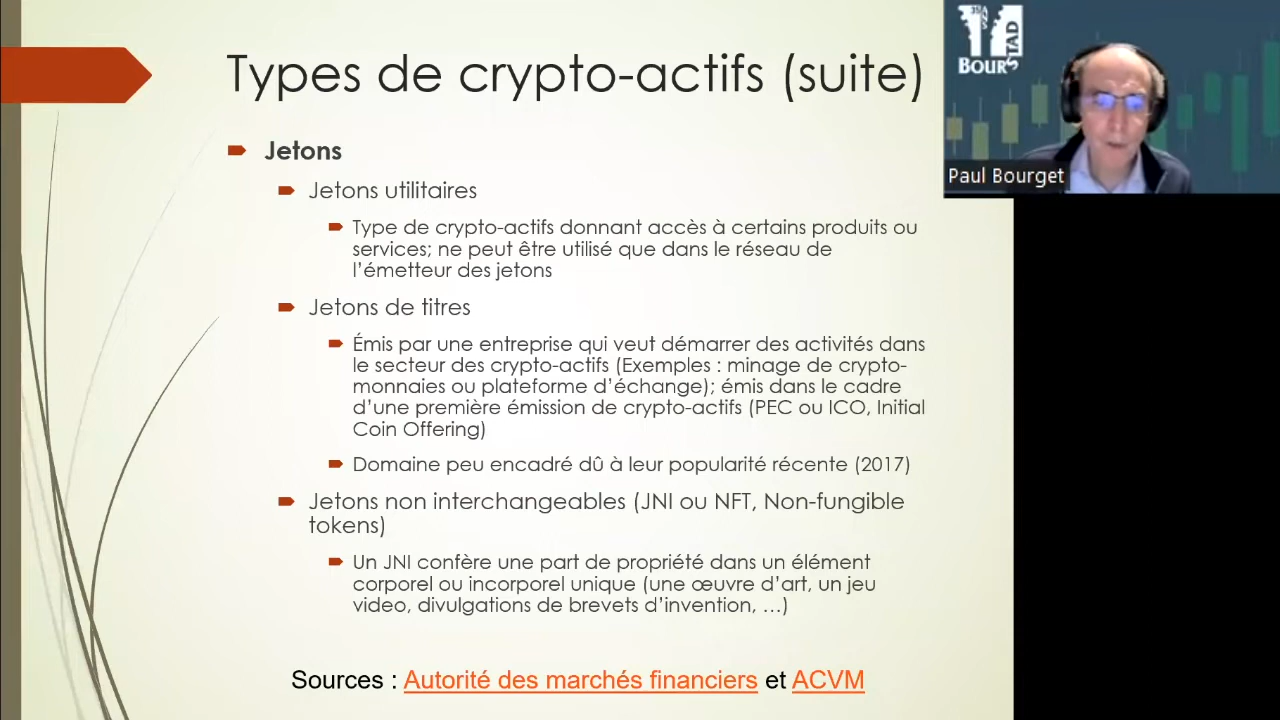 Types de crypto-actifs (suite)
Jetons
Jetons utilitaires
Type de crypto-actifs donnant accès à certains produits ou
services; ne peut être utilisé que dans le réseau de
l'émetteur des jetons
Jetons de titres
Émis par une entreprise qui veut démarrer des activités dans
le secteur des crypto-actifs (Exemples : minage de crypto-
monnaies ou plateforme d'échange); émis dans le cadre
d'une première émission de crypto-actifs (PEC ou ICO, Initial
Coin Offering)
Domaine peu encadré dû à leur popularité récente (2017)
Jetons non interchangeables (JNI ou NFT, Non-fungible
tokens)
Un JNI confère une part de propriété dans un élément
corporel ou incorporel unique (une œuvre d'art, un jeu
video, divulgations de brevets d'invention, …)
Sources : Autorité des marchés financiers et ACVM
35 ANS
BOURSTAD
Paul Bourget